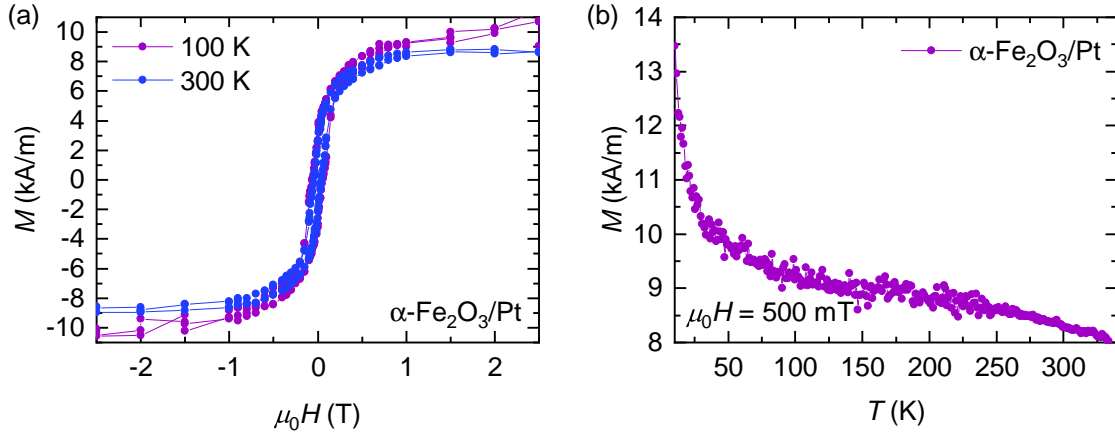 (a)
10
8
6
4
2
0
-2
-4
-6
-8
-10
M (kA/m)
100 K
300 K
α-Fe₂O₃/Pt
-2
-1
0
1
2
μ₀H (T)
(b)
14
13
12
11
10
9
8
M (kA/m)
α-Fe₂O₃/Pt
μ₀H = 500 mT
50
100
150
200
250
300
T (K)